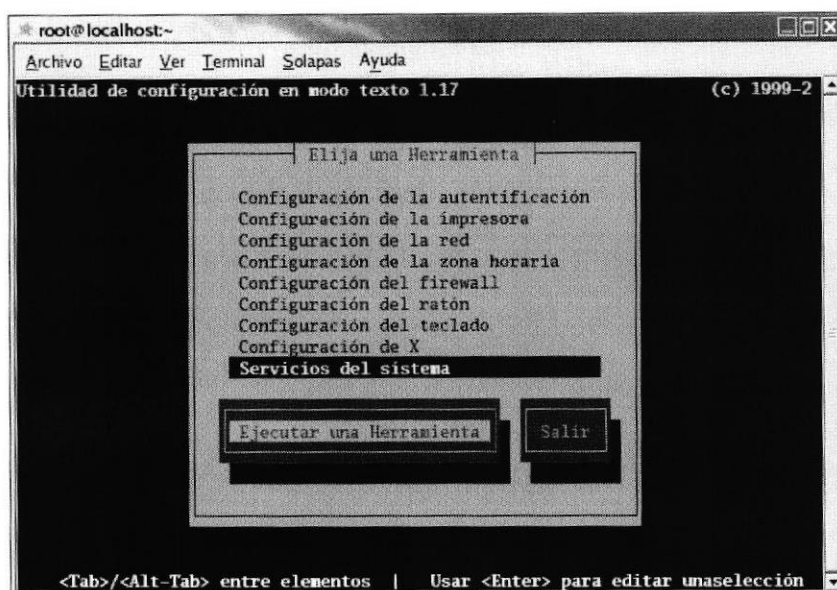 root@localhost:~
Archivo Editar Ver Terminal Solapas Ayuda
Utilidad de configuración en modo texto 1.17 (c) 1999-2
Elija una Herramienta
Configuración de la autentificación
Configuración de la impresora
Configuración de la red
Configuración de la zona horaria
Configuración del firewall
Configuración del ratón
Configuración del teclado
Configuración de X
Servicios del sistema
Ejecutar una Herramienta Salir
<Tab>/<Alt-Tab> entre elementos | Usar <Enter> para editar unaselección